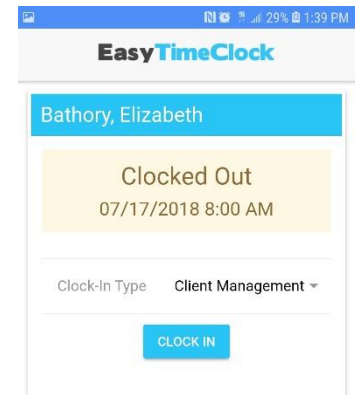 29% 1:39 PM
EasyTimeClock
Bathory, Elizabeth
Clocked Out
07/17/2018 8:00 AM
Clock-In Type Client Management
CLOCK IN